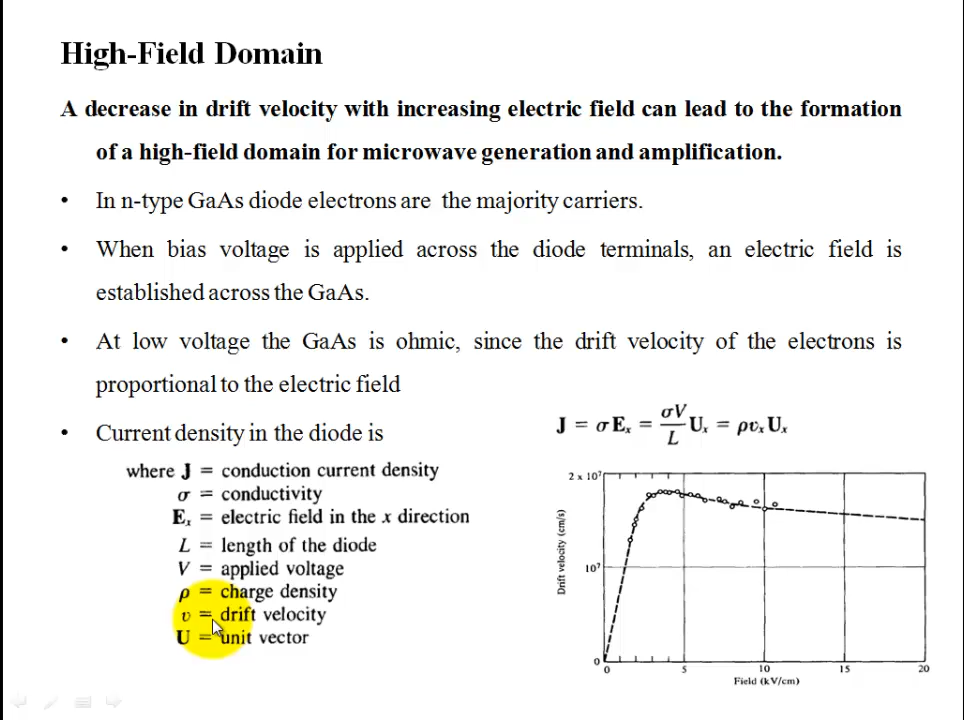 High-Field Domain
A decrease in drift velocity with increasing electric field can lead to the formation
of a high-field domain for microwave generation and amplification.
• In n-type GaAs diode electrons are the majority carriers.
• When bias voltage is applied across the diode terminals, an electric field is
established across the GaAs.
• At low voltage the GaAs is ohmic, since the drift velocity of the electrons is
proportional to the electric field
• Current density in the diode is
J = σ Eₓ = σV/L Uₓ = ρvₓ Uₓ
where J = conduction current density
σ = conductivity
Eₓ = electric field in the x direction
L = length of the diode
V = applied voltage
ρ = charge density
υ = drift velocity
U = unit vector
2 x 10⁷
10⁷
0
Drift velocity (cm/s)
0 5 10 15 20
Field (kV/cm)